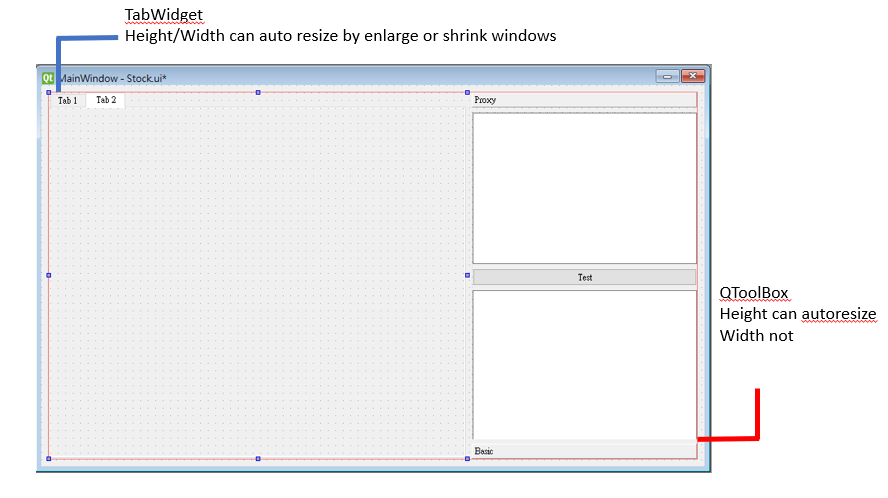 TabWidget
Height/Width can auto resize by enlarge or shrink windows
Qt MainWindow - Stock.ui*
Tab 1 Tab 2
Proxy
Test
QToolBox
Height can autoresize
Width not
Basic